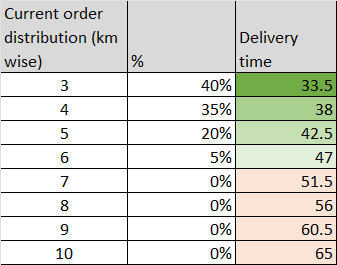 Current order
distribution (km
wise) % Delivery
time
3 40% 33.5
4 35% 38
5 20% 42.5
6 5% 47
7 0% 51.5
8 0% 56
9 0% 60.5
10 0% 65